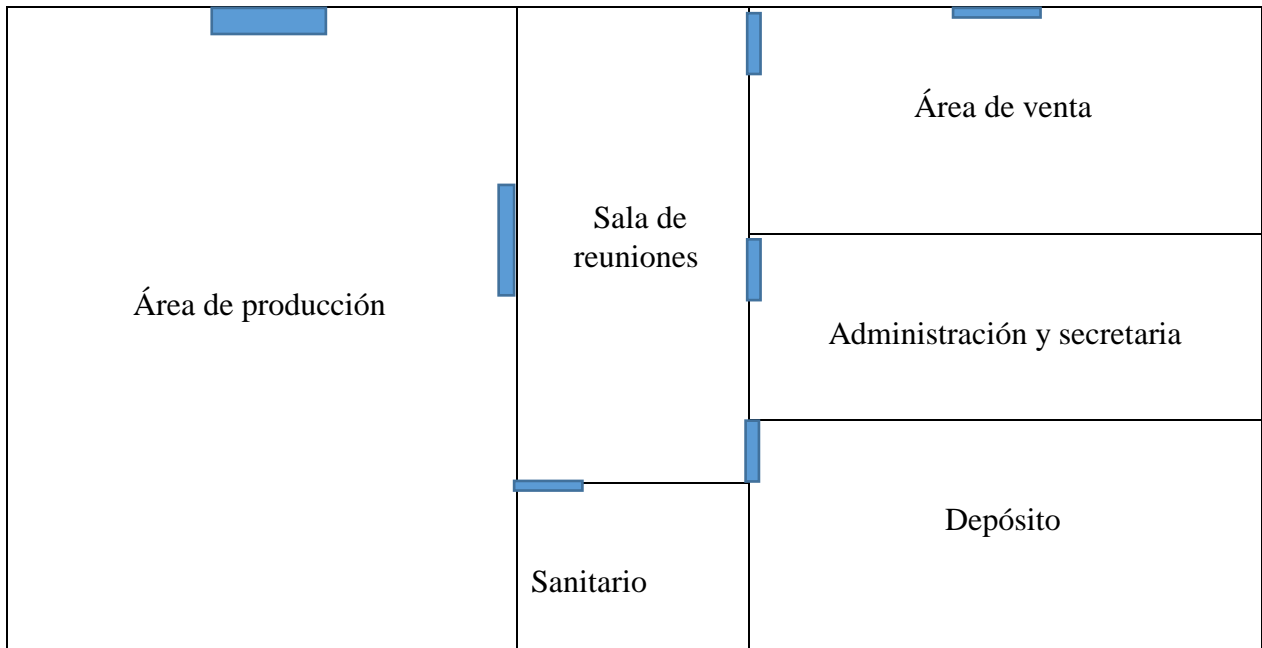 Área de producción
Sala de
reuniones
Sanitario
Área de venta
Administración y secretaria
Depósito